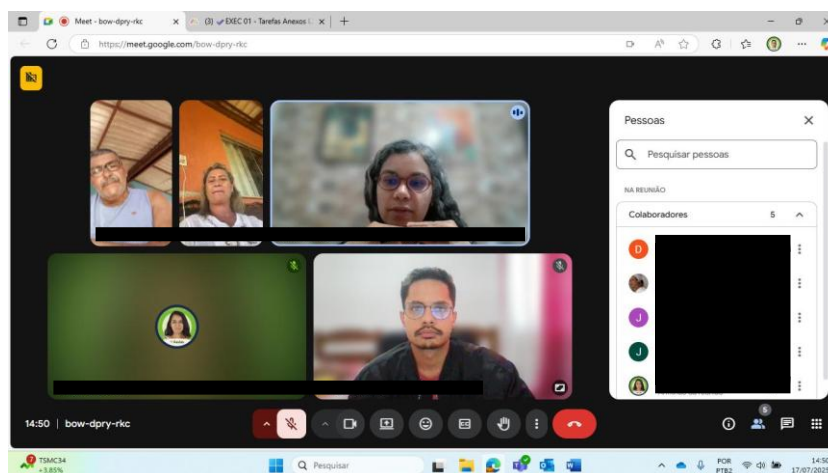 Meet - bow-dpry-rkc
(3) ✔EXEC 01 - Tarefas Anexos
https://meet.google.com/bow-dpry-rkc
Pessoas
Pesquisar pessoas
NA REUNIÃO
Colaboradores 5
D
J
J
14:50 | bow-dpry-rkc
5
7
TSMC34
+3.85%
Pesquisar
POR
PTB2
14:50
17/07/202